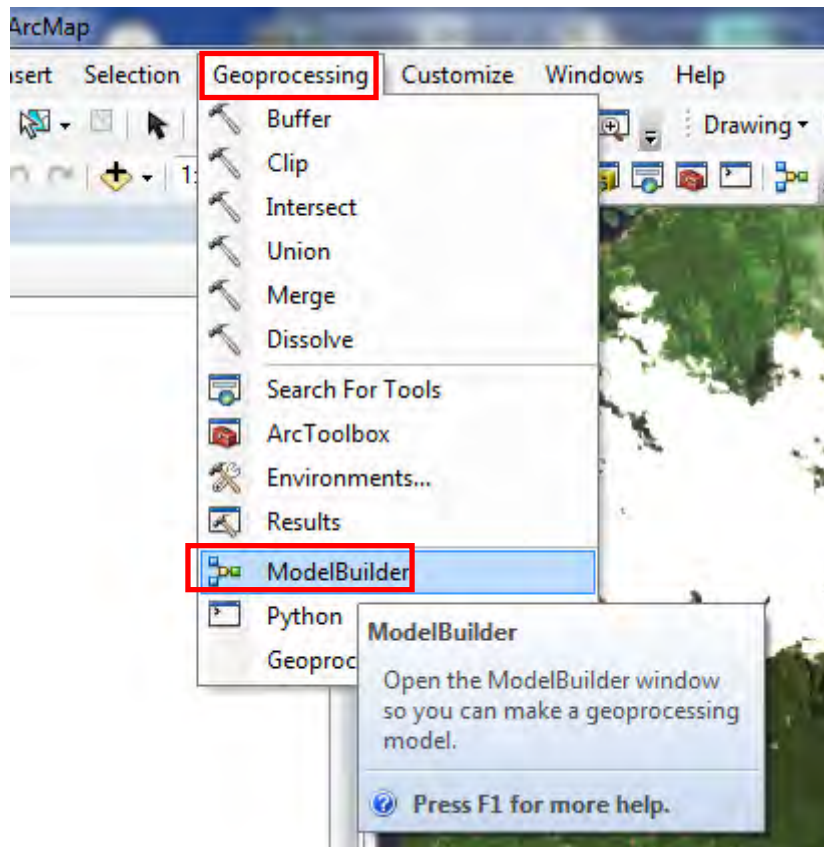 ArcMap
sert Selection Geoprocessing Customize Windows Help
Drawing
1:
Buffer
Clip
Intersect
Union
Merge
Dissolve
Search For Tools
ArcToolbox
Environments...
Results
ModelBuilder
Python
Geoproc
ModelBuilder
Open the ModelBuilder window
so you can make a geoprocessing
model.
Press F1 for more help.